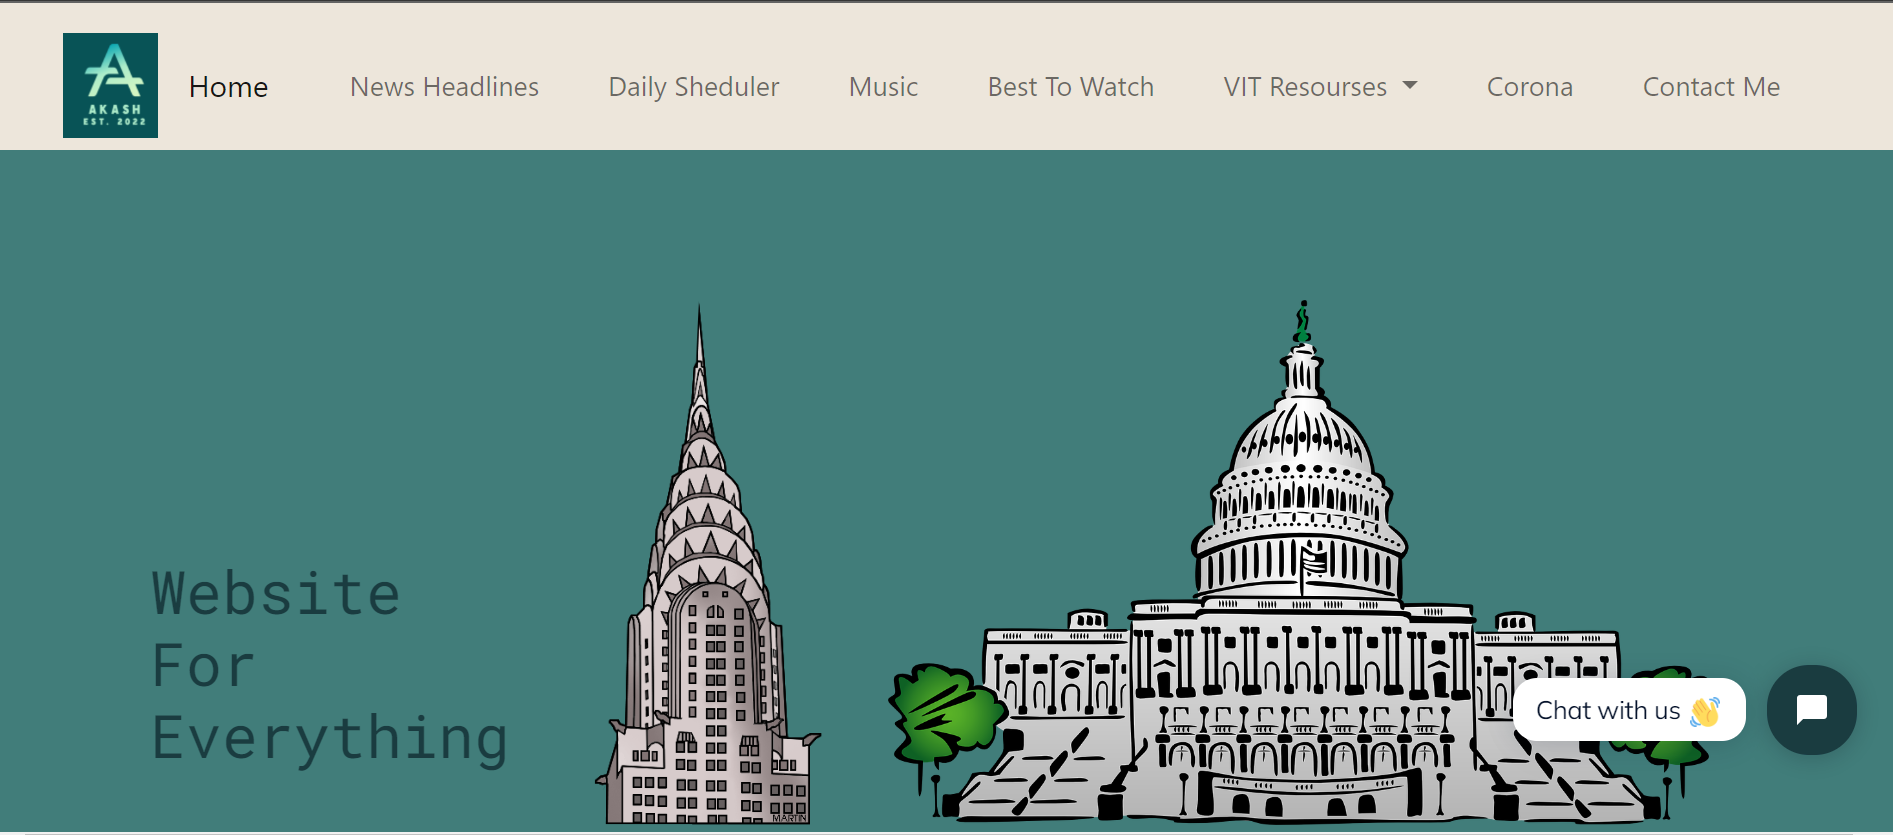 AKASH
EST. 2022
Home
News Headlines
Daily Sheduler
Music
Best To Watch
VIT Resourses
Corona
Contact Me
Website
For
Everything
MARTIN
Chat with us 👋